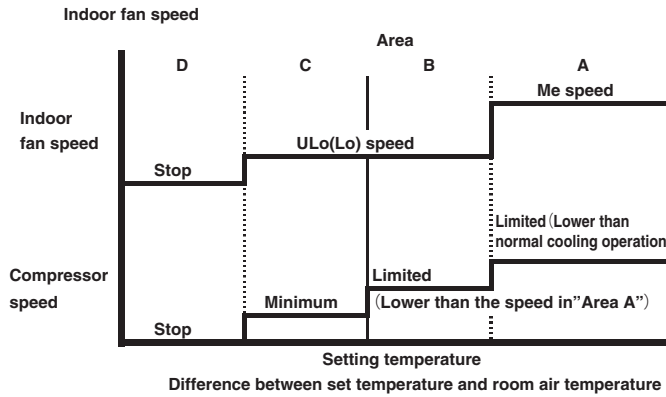 Indoor fan speed
Area
D C B A
Me speed
Indoor
fan speed
ULo(Lo) speed
Stop
Limited (Lower than
normal cooling operation
Compressor
speed
Limited
Minimum
(Lower than the speed in"Area A")
Stop
Setting temperature
Difference between set temperature and room air temperature